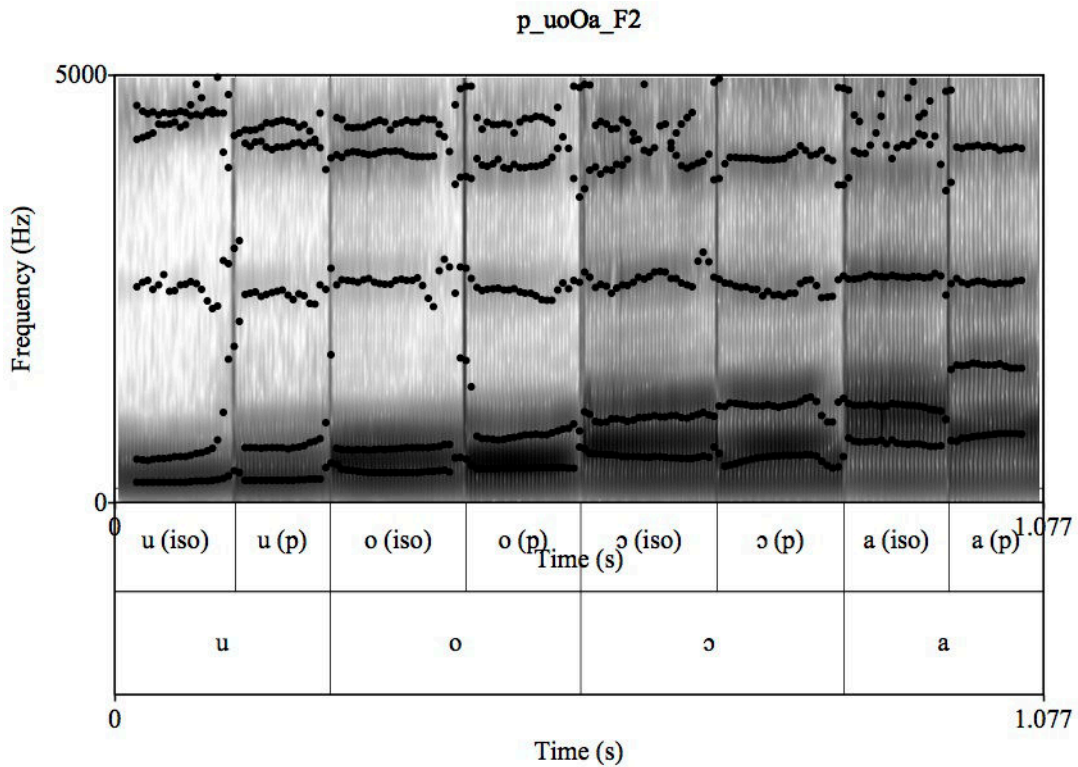 p_uoOa_F2
5000
Frequency (Hz)
0
0 1.077
u (iso) u (p) o (iso) o (p) ɔ (iso) ɔ (p) a (iso) a (p)
Time (s)
u o ɔ a
0 1.077
Time (s)